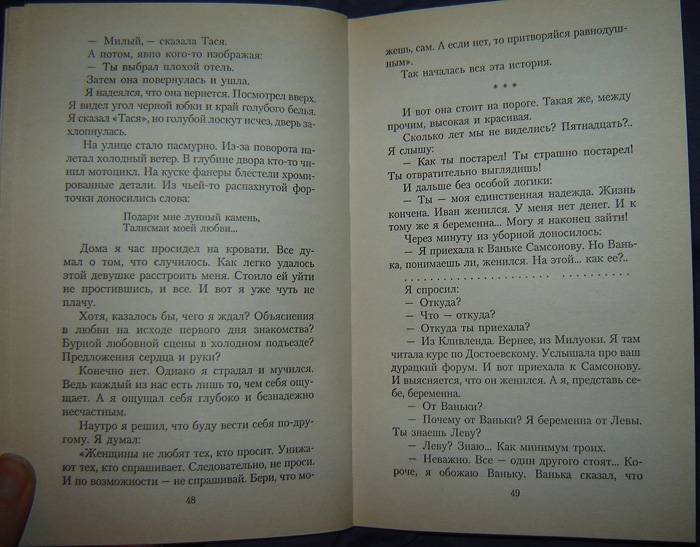 — Милый, — сказала Тася.
А потом, явно кого-то изображая:
— Ты выбрал плохой отель.
Затем она повернулась и ушла.
Я надеялся, что она вернется. Посмотрел вверх.
Я видел угол черной юбки и край голубого белья.
Я сказал «Тася», но голубой лоскут исчез, дверь за-
хлопнулась.
На улице стало пасмурно. Из-за поворота на-
летал холодный ветер. В глубине двора кто-то чи-
нил мотоцикл. На куске фанеры блестели хроми-
рованные детали. Из чьей-то распахнутой фор-
точки доносились слова:
Подари мне лунный камень,
Талисман моей любви...
Дома я час просидел на кровати. Все ду-
мал о том, что случилось. Как легко удалось
этой девушке расстроить меня. Стоило ей уйти
не простившись, и все. И вот я уже чуть не
плачу.
Хотя, казалось бы, чего я ждал? Объяснения
в любви на исходе первого дня знакомства?
Бурной любовной сцены в холодном подъезде?
Предложения сердца и руки?
Конечно нет. Однако я страдал и мучился.
Ведь каждый из нас есть лишь то, чем себя ощу-
щает. А я ощущал себя глубоко и безнадежно
несчастным.
Наутро я решил, что буду вести себя по-дру-
гому. Я думал:
«Женщины не любят тех, кто просит. Унижа-
ют тех, кто спрашивает. Следовательно, не проси.
И по возможности — не спрашивай. Бери, что мо-
48
жешь, сам. А если нет, то притворяйся равнодуш-
ным».
Так началась вся эта история.
* * *
И вот она стоит на пороге. Такая же, между
прочим, высокая и красивая.
Сколько лет мы не виделись? Пятнадцать?..
Я слышу:
— Как ты постарел! Ты страшно постарел!
Ты отвратительно выглядишь!
И дальше без особой логики:
— Ты — моя единственная надежда. Жизнь
кончена. Иван женился. У меня нет денег. И к
тому же я беременна... Могу я наконец зайти!
Через минуту из уборной доносилось:
— Я приехала к Ваньке Самсонову. Но Вань-
ка, понимаешь ли, женился. На этой... как ее?..
. . . . . . . . . . . . . . . . . . . . . . . . . . . . . . . .
Я спросил:
— Откуда?
— Что — откуда?
— Откуда ты приехала?
— Из Кливленда. Вернее, из Милуоки. Я там
читала курс по Достоевскому. Услышала про ваш
дурацкий форум. И вот приехала к Самсонову.
И выясняется, что он женился. А я, представь се-
бе, беременна.
— От Ваньки?
— Почему от Ваньки? Я беременна от Левы.
Ты знаешь Леву?
— Леву? Знаю... Как минимум троих.
— Неважно. Все — один другого стоят... Ко-
роче, я обожаю Ваньку. Ванька сказал, что
49